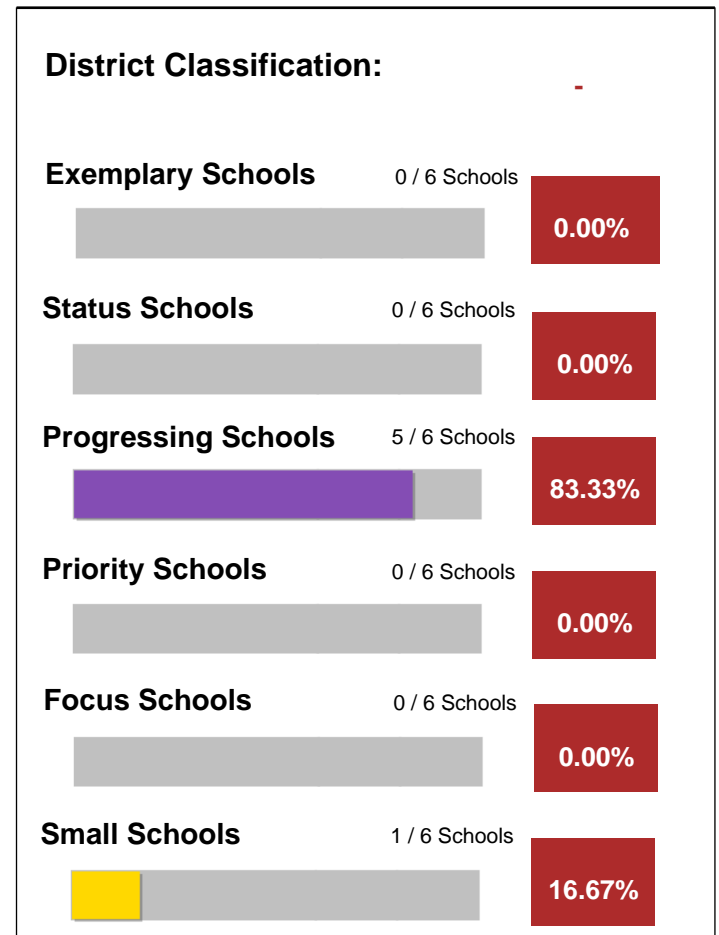 District Classification:
-
Exemplary Schools 0 / 6 Schools
0.00%
Status Schools 0 / 6 Schools
0.00%
Progressing Schools 5 / 6 Schools
83.33%
Priority Schools 0 / 6 Schools
0.00%
Focus Schools 0 / 6 Schools
0.00%
Small Schools 1 / 6 Schools
16.67%